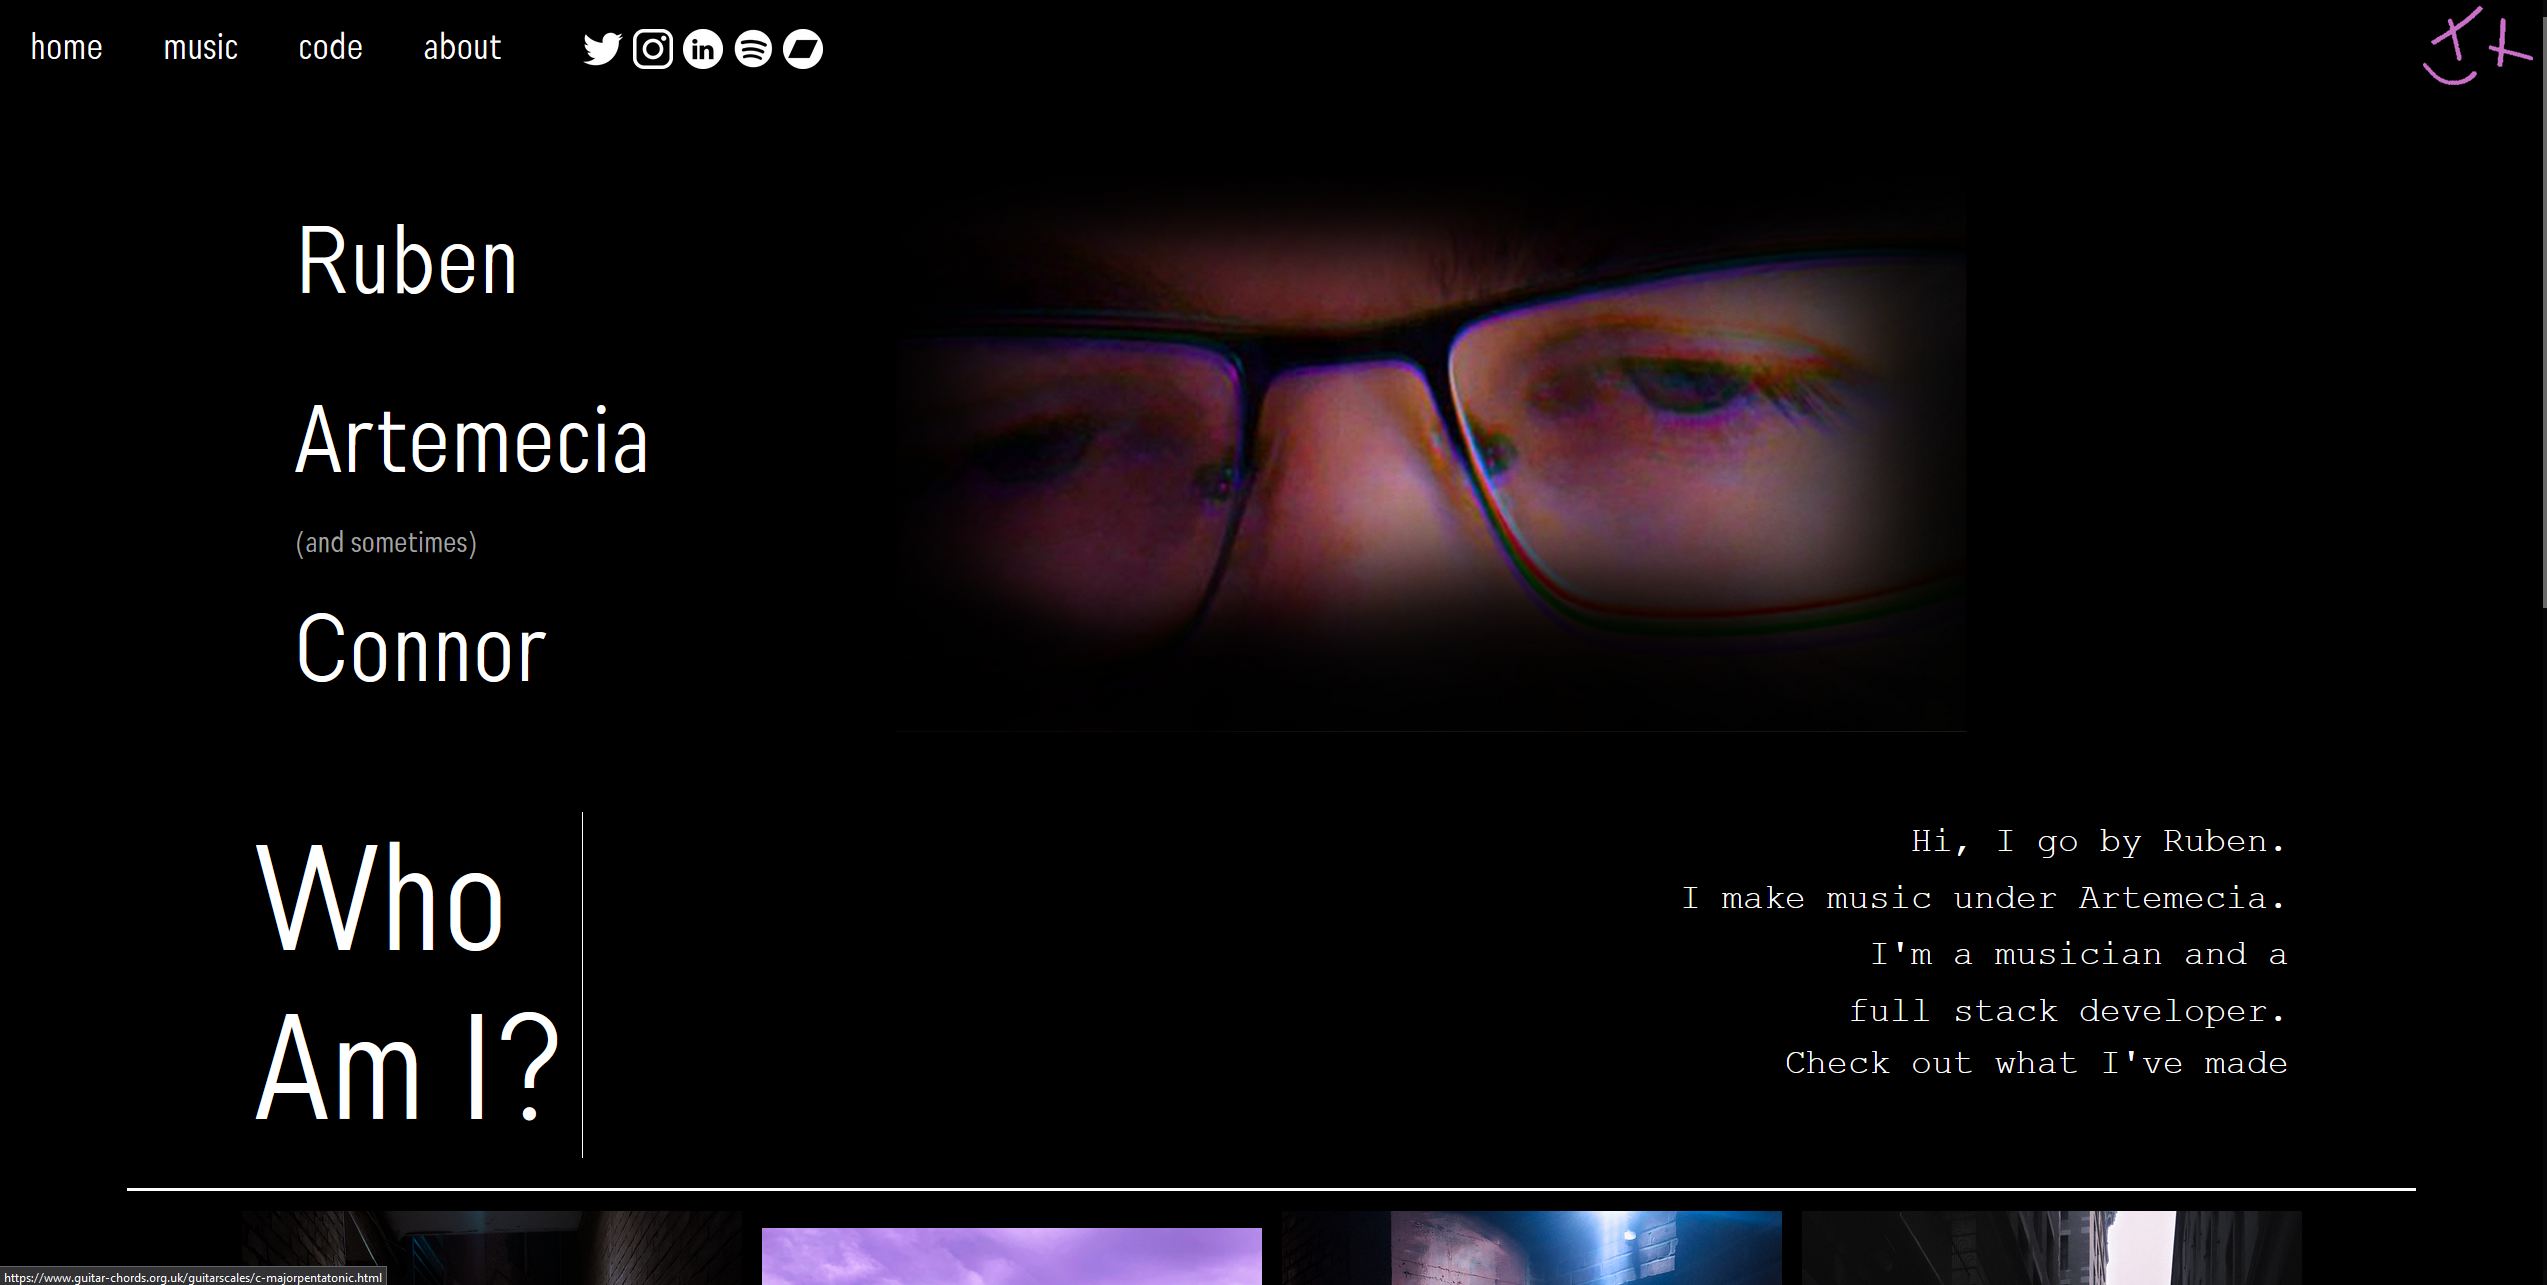 home music code about
Ruben
Artemecia
(and sometimes)
Connor
Who
Am I?
Hi, I go by Ruben.
I make music under Artemecia.
I'm a musician and a
full stack developer.
Check out what I've made
https://www.guitar-chords.org.uk/guitarscales/c-majorpentatonic.html